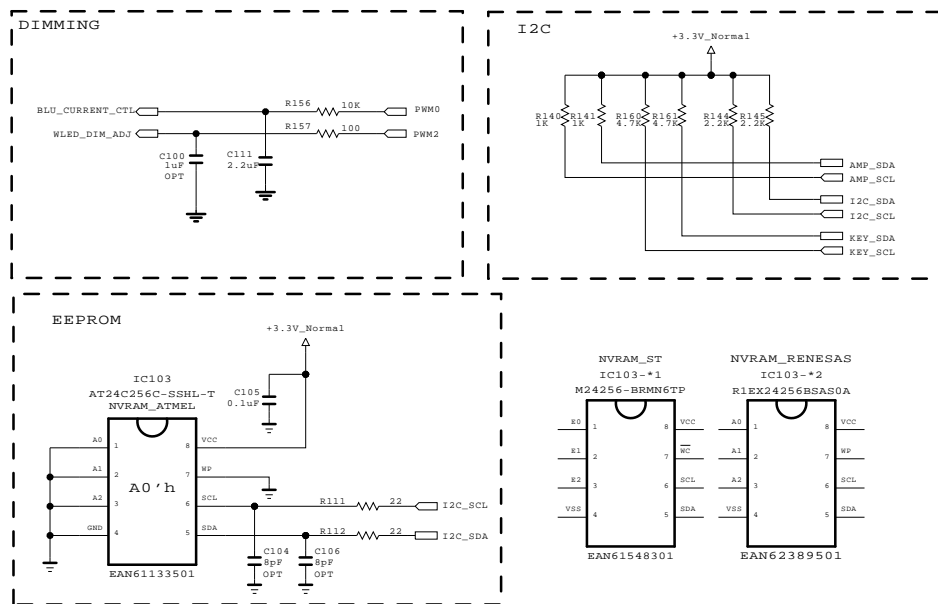 DIMMING
BLU_CURRENT_CTL
R156
10K
PWM0
WLED_DIM_ADJ
R157
100
PWM2
C100
1uF
OPT
C111
2.2uF
I2C
+3.3V_Normal
R140
1K
R141
1K
R160
4.7K
R161
4.7K
R144
2.2K
R145
2.2K
AMP_SDA
AMP_SCL
I2C_SDA
I2C_SCL
KEY_SDA
KEY_SCL
EEPROM
+3.3V_Normal
IC103
AT24C256C-SSHL-T
NVRAM_ATMEL
C105
0.1uF
A0 1 8 VCC
A1 2 7 WP
A0'h
A2 3 6 SCL
GND 4 5 SDA
EAN61133501
R111 22 I2C_SCL
R112 22 I2C_SDA
C104
8pF
OPT
C106
8pF
OPT
NVRAM_ST
IC103-*1
M24256-BRMN6TP
E0 1 8 VCC
E1 2 7 WC
E2 3 6 SCL
VSS 4 5 SDA
EAN61548301
NVRAM_RENESAS
IC103-*2
R1EX24256BSAS0A
A0 1 8 VCC
A1 2 7 WP
A2 3 6 SCL
VSS 4 5 SDA
EAN62389501